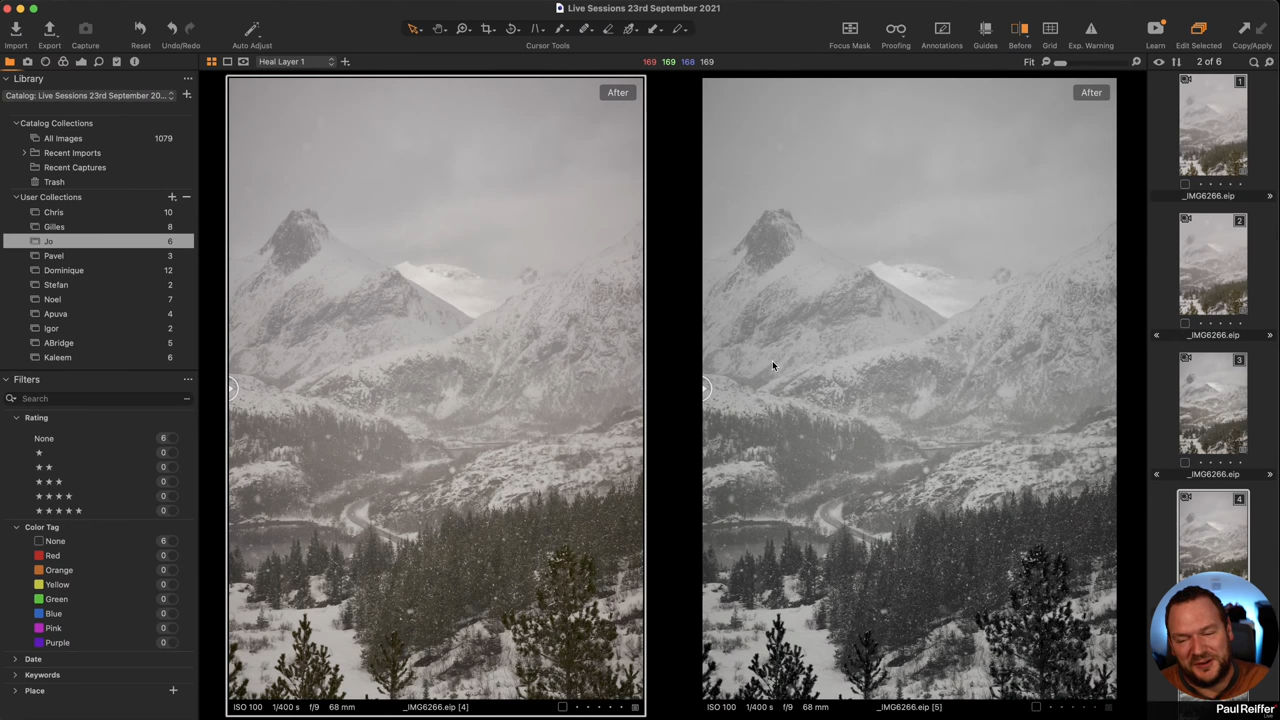 Live Sessions 23rd September 2021
Import
Export
Capture
Reset
Undo/Redo
Auto Adjust
Cursor Tools
Focus Mask
Proofing
Annotations
Guides
Before
Grid
Exp. Warning
Learn
Edit Selected
Copy/Apply
Heal Layer 1
169 169 168 169
Fit
2 of 6
Library
Catalog: Live Sessions 23rd September 20...
Catalog Collections
All Images 1079
Recent Imports
Recent Captures
Trash
User Collections
Chris 10
Gilles 8
Jo 6
Pavel 3
Dominique 12
Stefan 2
Noel 7
Apuva 4
Igor 2
ABridge 5
Kaleem 6
Filters
Search
Rating
None 6
★ 0
★ ★ 0
★ ★ ★ 0
★ ★ ★ ★ 0
★ ★ ★ ★ ★ 0
Color Tag
None 6
Red 0
Orange 0
Yellow 0
Green 0
Blue 0
Pink 0
Purple 0
Date
Keywords
Place
After
ISO 100 1/400 s f/9 68 mm _IMG6266.eip [4]
After
ISO 100 1/400 s f/9 68 mm _IMG6266.eip [5]
1
_IMG6266.eip
2
_IMG6266.eip
3
_IMG6266.eip
4
Paul Reiffer
Live